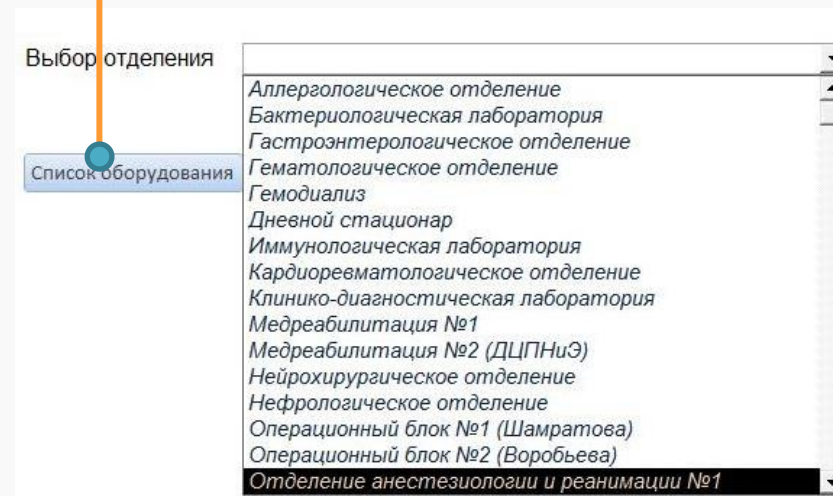 Выбор отделения
Аллергологическое отделение
Бактериологическая лаборатория
Гастроэнтерологическое отделение
Список оборудования
Гематологическое отделение
Гемодиализ
Дневной стационар
Иммунологическая лаборатория
Кардиоревматологическое отделение
Клинико-диагностическая лаборатория
Медреабилитация №1
Медреабилитация №2 (ДЦПНиЭ)
Нейрохирургическое отделение
Нефрологическое отделение
Операционный блок №1 (Шамратова)
Операционный блок №2 (Воробьева)
Отделение анестезиологии и реанимации №1